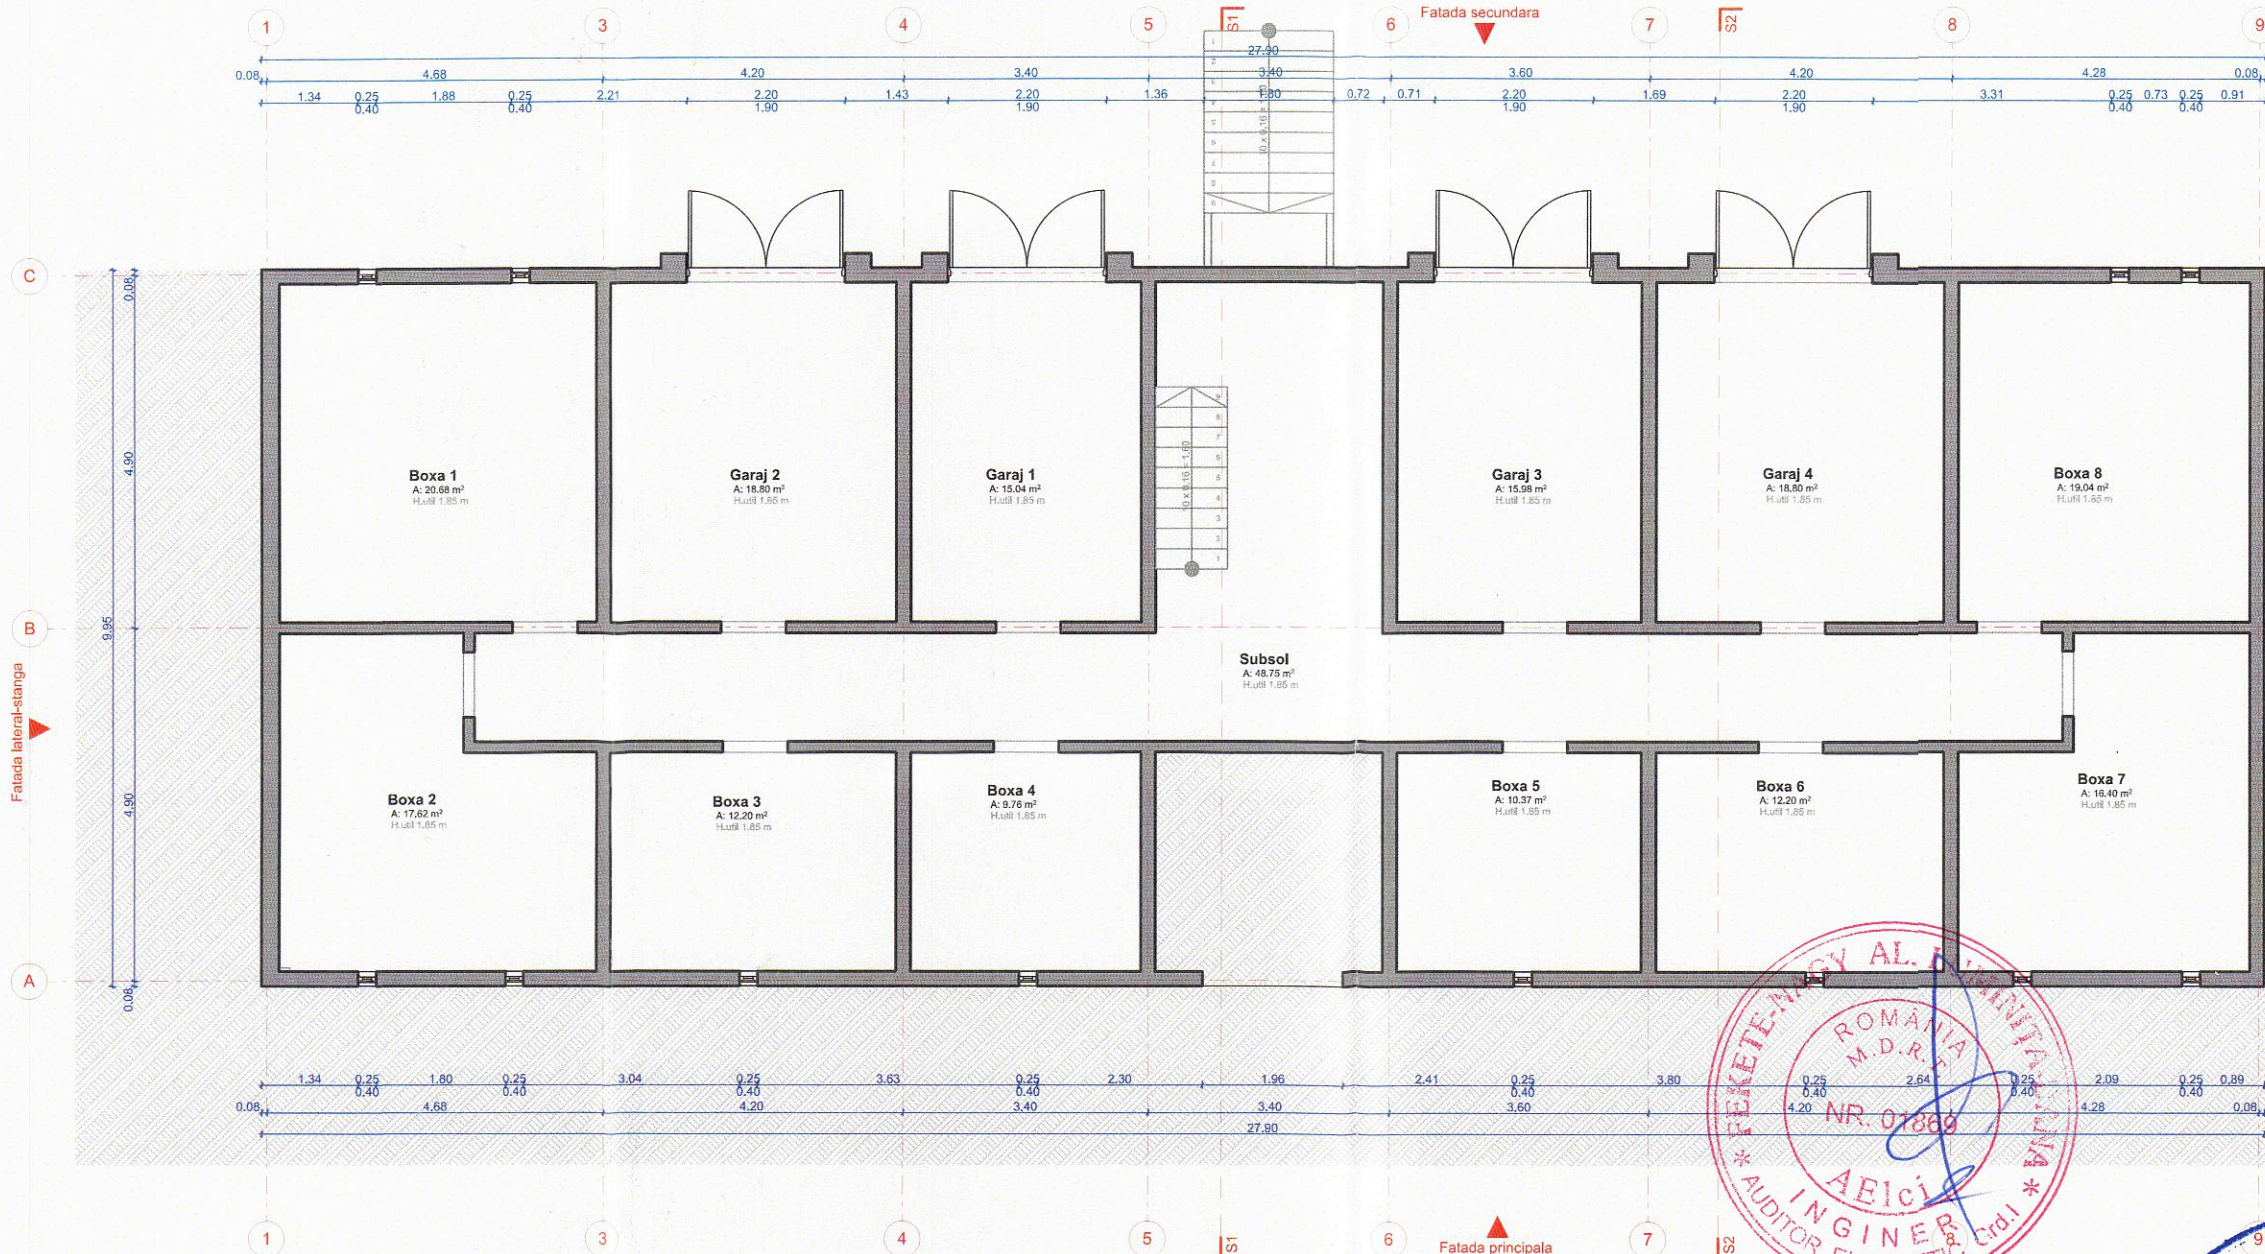 1 3 4 5 S1 6 Fatada secundara 7 S2 8 9
27.90
0.08 4.68 4.20 3.40 3.40 3.60 4.20 4.28 0.08
1.34 0.25 1.88 0.25 2.21 2.20 1.43 2.20 1.36 1.80 0.72 0.71 2.20 1.69 2.20 3.31 0.25 0.73 0.25 0.91
0.40 0.40 1.90 1.90 1.90 1.90 0.40 0.40
C
0.08
4.90
Boxa 1
A: 20.68 m²
H.util 1.85 m
Garaj 2
A: 18.80 m²
H.util 1.85 m
Garaj 1
A: 15.04 m²
H.util 1.85 m
10 x 0.16 = 1.60
Garaj 3
A: 15.98 m²
H.util 1.85 m
Garaj 4
A: 18.80 m²
H.util 1.85 m
Boxa 8
A: 19.04 m²
H.util 1.85 m
B
9.95
Fatada lateral-stanga
Subsol
A: 48.75 m²
H.util 1.85 m
4.90
Boxa 2
A: 17.62 m²
H.util 1.85 m
Boxa 3
A: 12.20 m²
H.util 1.85 m
Boxa 4
A: 9.76 m²
H.util 1.85 m
Boxa 5
A: 10.37 m²
H.util 1.85 m
Boxa 6
A: 12.20 m²
H.util 1.85 m
Boxa 7
A: 16.40 m²
H.util 1.85 m
A
0.08
1.34 0.25 1.80 0.25 3.04 0.25 3.63 0.25 2.30 1.96 2.41 0.25 3.80 0.25 2.64 0.25 2.09 0.25 0.89
0.40 0.40 0.40 0.40 0.40 0.40 0.40 0.40
0.08 4.68 4.20 3.40 3.40 3.60 4.20 4.28 0.08
27.90
* FEKETE-NAGY AL. LUMINIȚA *
ROMÂNIA
M.D.R.
NR. 01869
AEIci
INGINER
AUDITOR Grd.I
1 3 4 5 S1 6 Fatada principala 7 S2 8 9